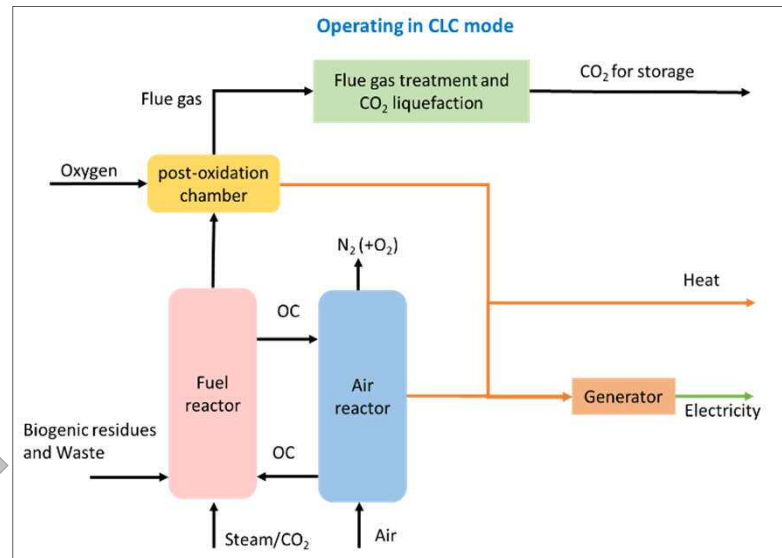 Operating in CLC mode
Flue gas
Flue gas treatment and
CO₂ liquefaction
CO₂ for storage
Oxygen
post-oxidation
chamber
N₂ (+O₂)
Heat
OC
Fuel
reactor
Air
reactor
Generator
Electricity
Biogenic residues
and Waste
OC
Steam/CO₂
Air